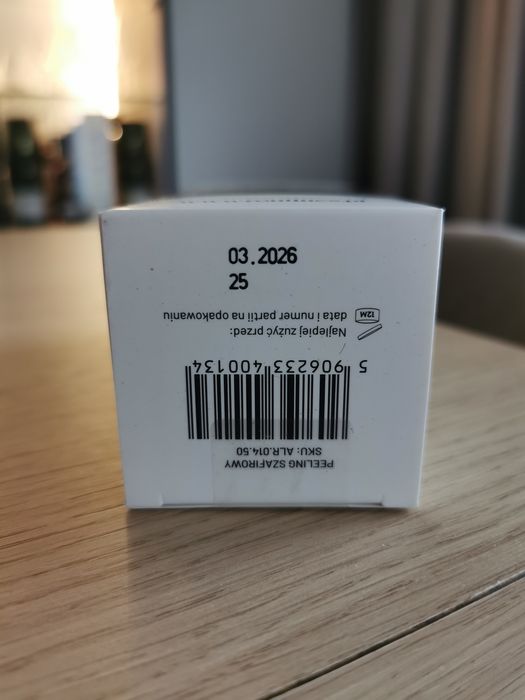 03.2026
25
PEELING SZAFIROWY
SKU: ALR.014.50
5 906233 400134
Najlepiej zużyć przed:
data i numer partii na opakowaniu
12M